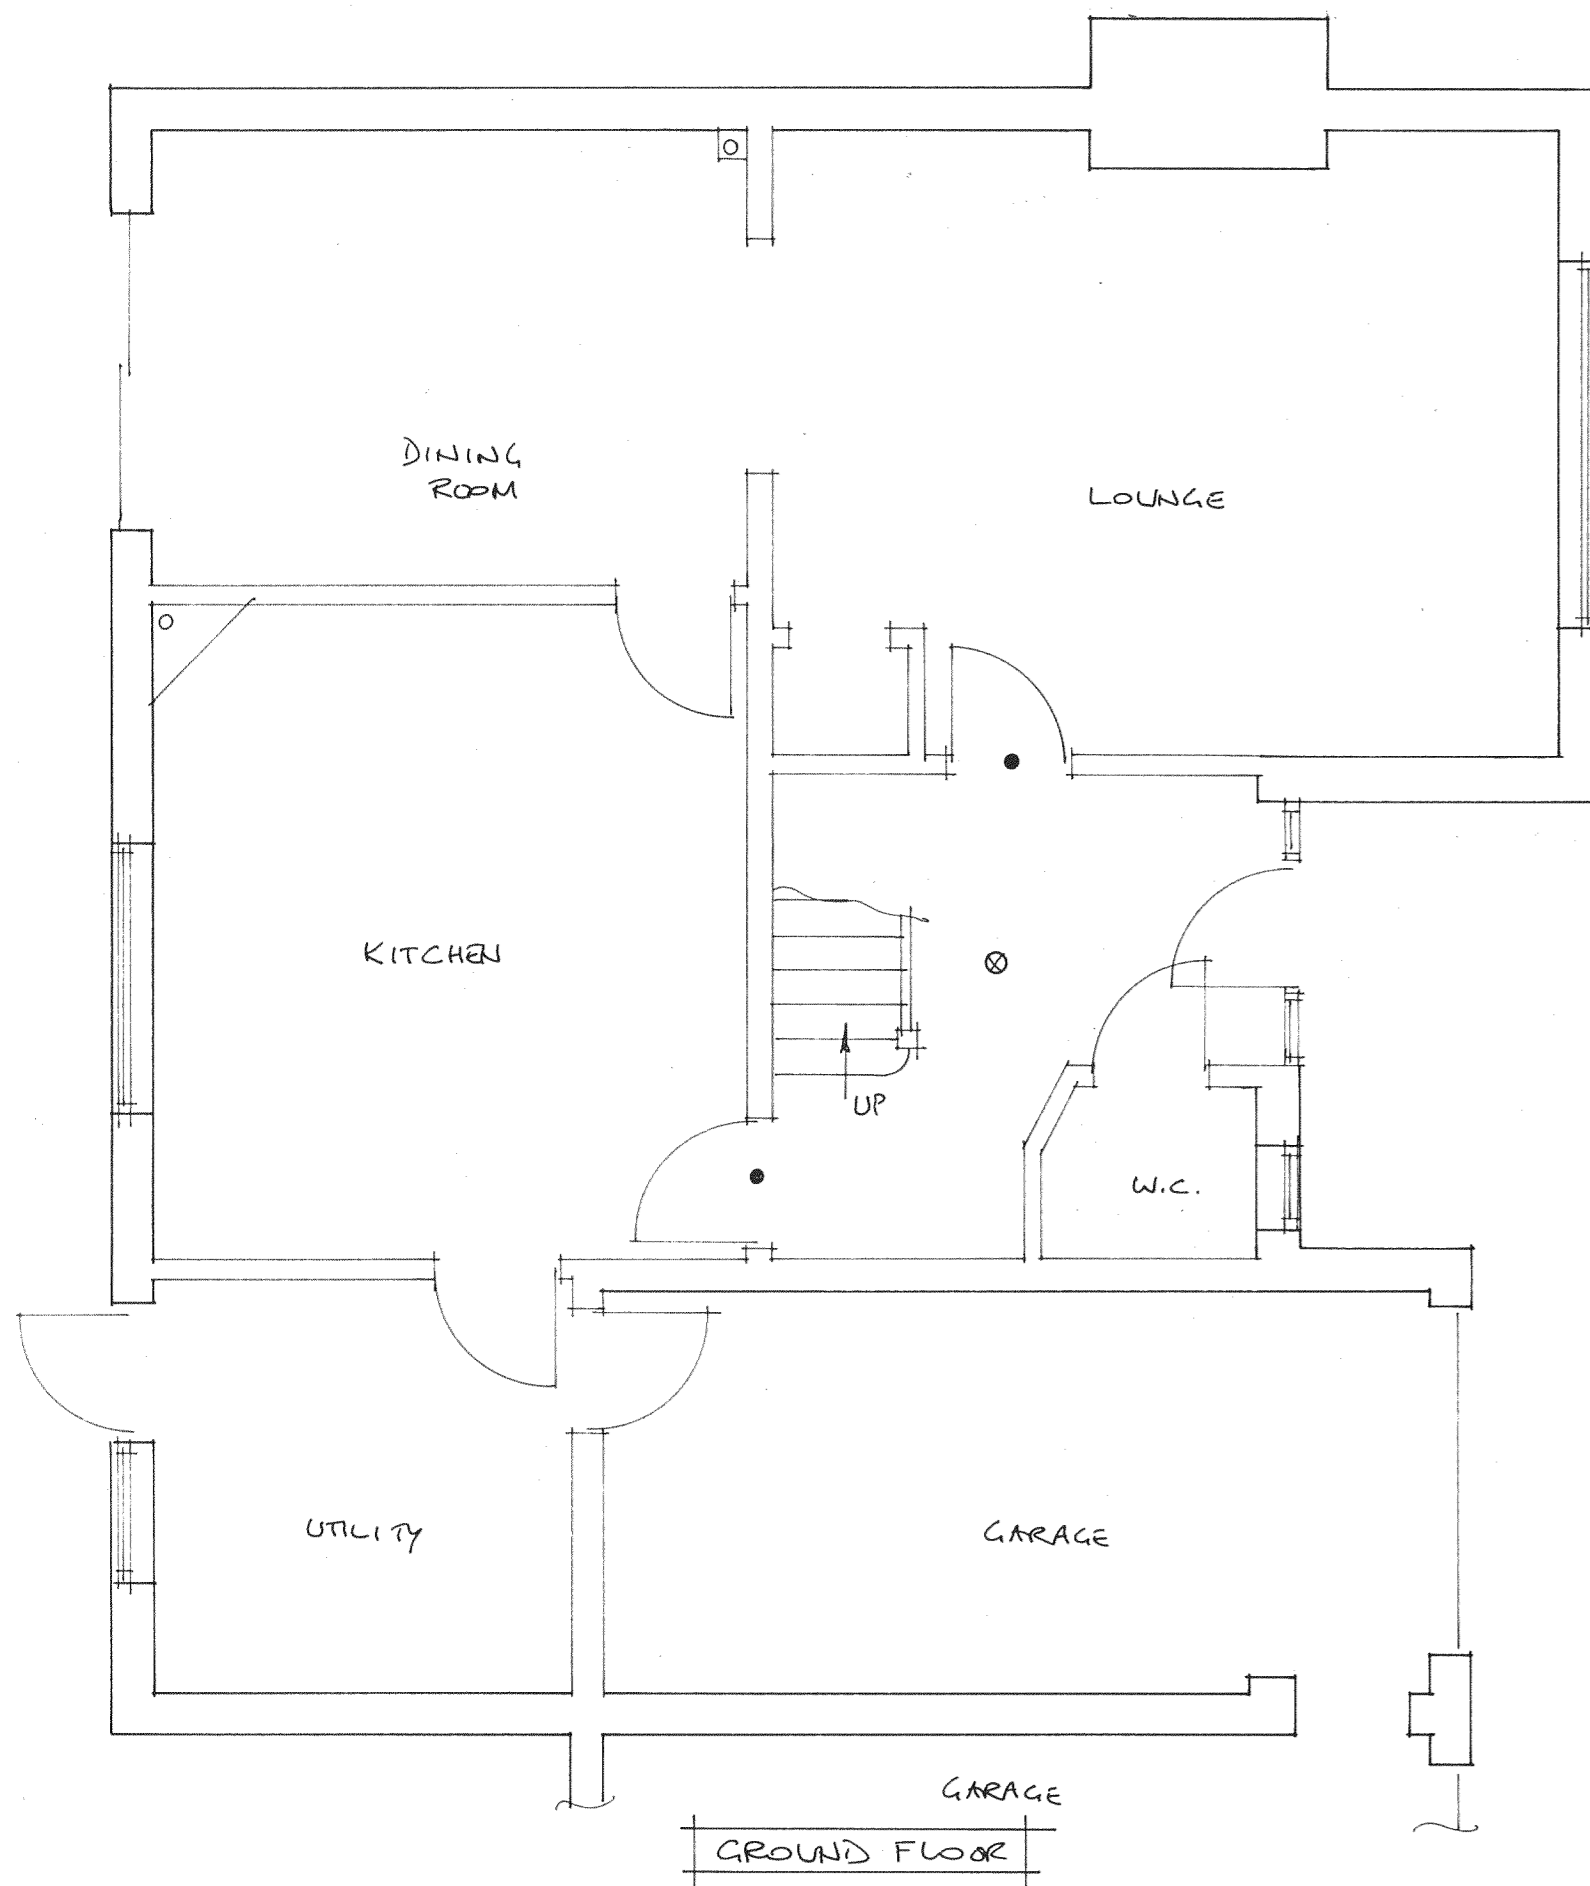 DINING
ROOM
LOUNGE
KITCHEN
UP
W.C.
UTILITY
GARAGE
GARAGE
GROUND FLOOR